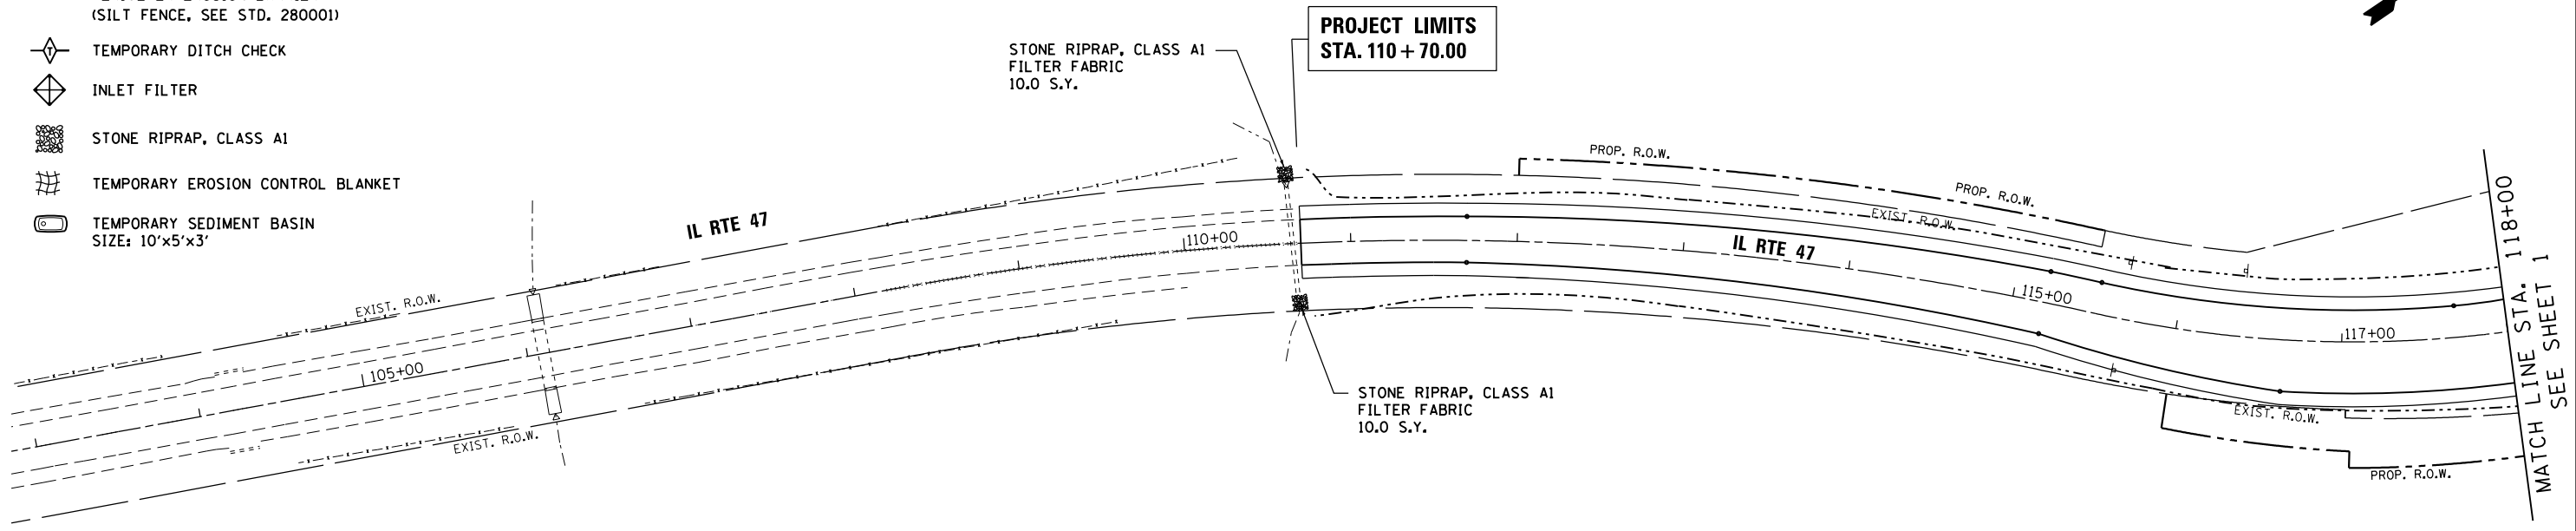 (SILT FENCE, SEE STD. 280001)
TEMPORARY DITCH CHECK
INLET FILTER
STONE RIPRAP, CLASS A1
TEMPORARY EROSION CONTROL BLANKET
TEMPORARY SEDIMENT BASIN
SIZE: 10'x5'x3'
STONE RIPRAP, CLASS A1
FILTER FABRIC
10.0 S.Y.
PROJECT LIMITS
STA. 110+70.00
IL RTE 47
EXIST. R.O.W.
105+00
EXIST. R.O.W.
110+00
STONE RIPRAP, CLASS A1
FILTER FABRIC
10.0 S.Y.
PROP. R.O.W.
PROP. R.O.W.
EXIST. R.O.W.
IL RTE 47
115+00
117+00
EXIST. R.O.W.
PROP. R.O.W.
MATCH LINE STA. 118+00
SEE SHEET 1